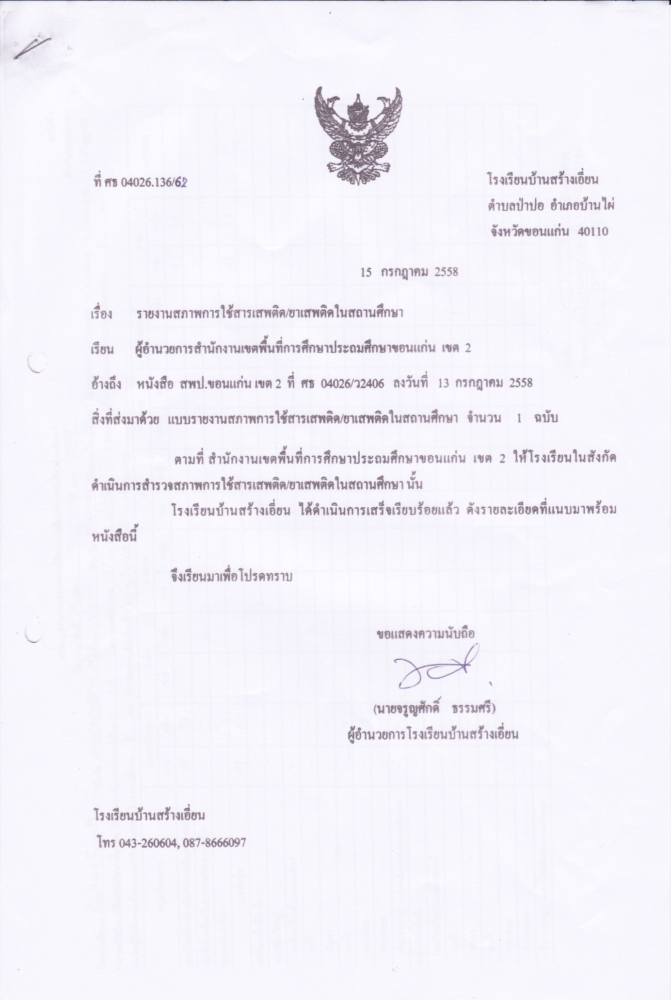 ที่ ศธ 04026.136/62
โรงเรียนบ้านสร้างเอี่ยน
ตำบลป่าปอ อำเภอบ้านไผ่
จังหวัดขอนแก่น 40110
15 กรกฎาคม 2558
เรื่อง รายงานสภาพการใช้สารเสพติด/ยาเสพติดในสถานศึกษา
เรียน ผู้อำนวยการสำนักงานเขตพื้นที่การศึกษาประถมศึกษาขอนแก่น เขต 2
อ้างถึง หนังสือ สพป.ขอนแก่น เขต 2 ที่ ศธ 04026/ว2406 ลงวันที่ 13 กรกฎาคม 2558
สิ่งที่ส่งมาด้วย แบบรายงานสภาพการใช้สารเสพติด/ยาเสพติดในสถานศึกษา จำนวน 1 ฉบับ
ตามที่ สำนักงานเขตพื้นที่การศึกษาประถมศึกษาขอนแก่น เขต 2 ให้โรงเรียนในสังกัด
ดำเนินการสำรวจสภาพการใช้สารเสพติด/ยาเสพติดในสถานศึกษา นั้น
โรงเรียนบ้านสร้างเอี่ยน ได้ดำเนินการเสร็จเรียบร้อยแล้ว ดังรายละเอียดที่แนบมาพร้อม
หนังสือนี้
จึงเรียนมาเพื่อโปรดทราบ
ขอแสดงความนับถือ
(นายจรูญศักดิ์ ธรรมศรี)
ผู้อำนวยการโรงเรียนบ้านสร้างเอี่ยน
โรงเรียนบ้านสร้างเอี่ยน
โทร 043-260604, 087-8666097